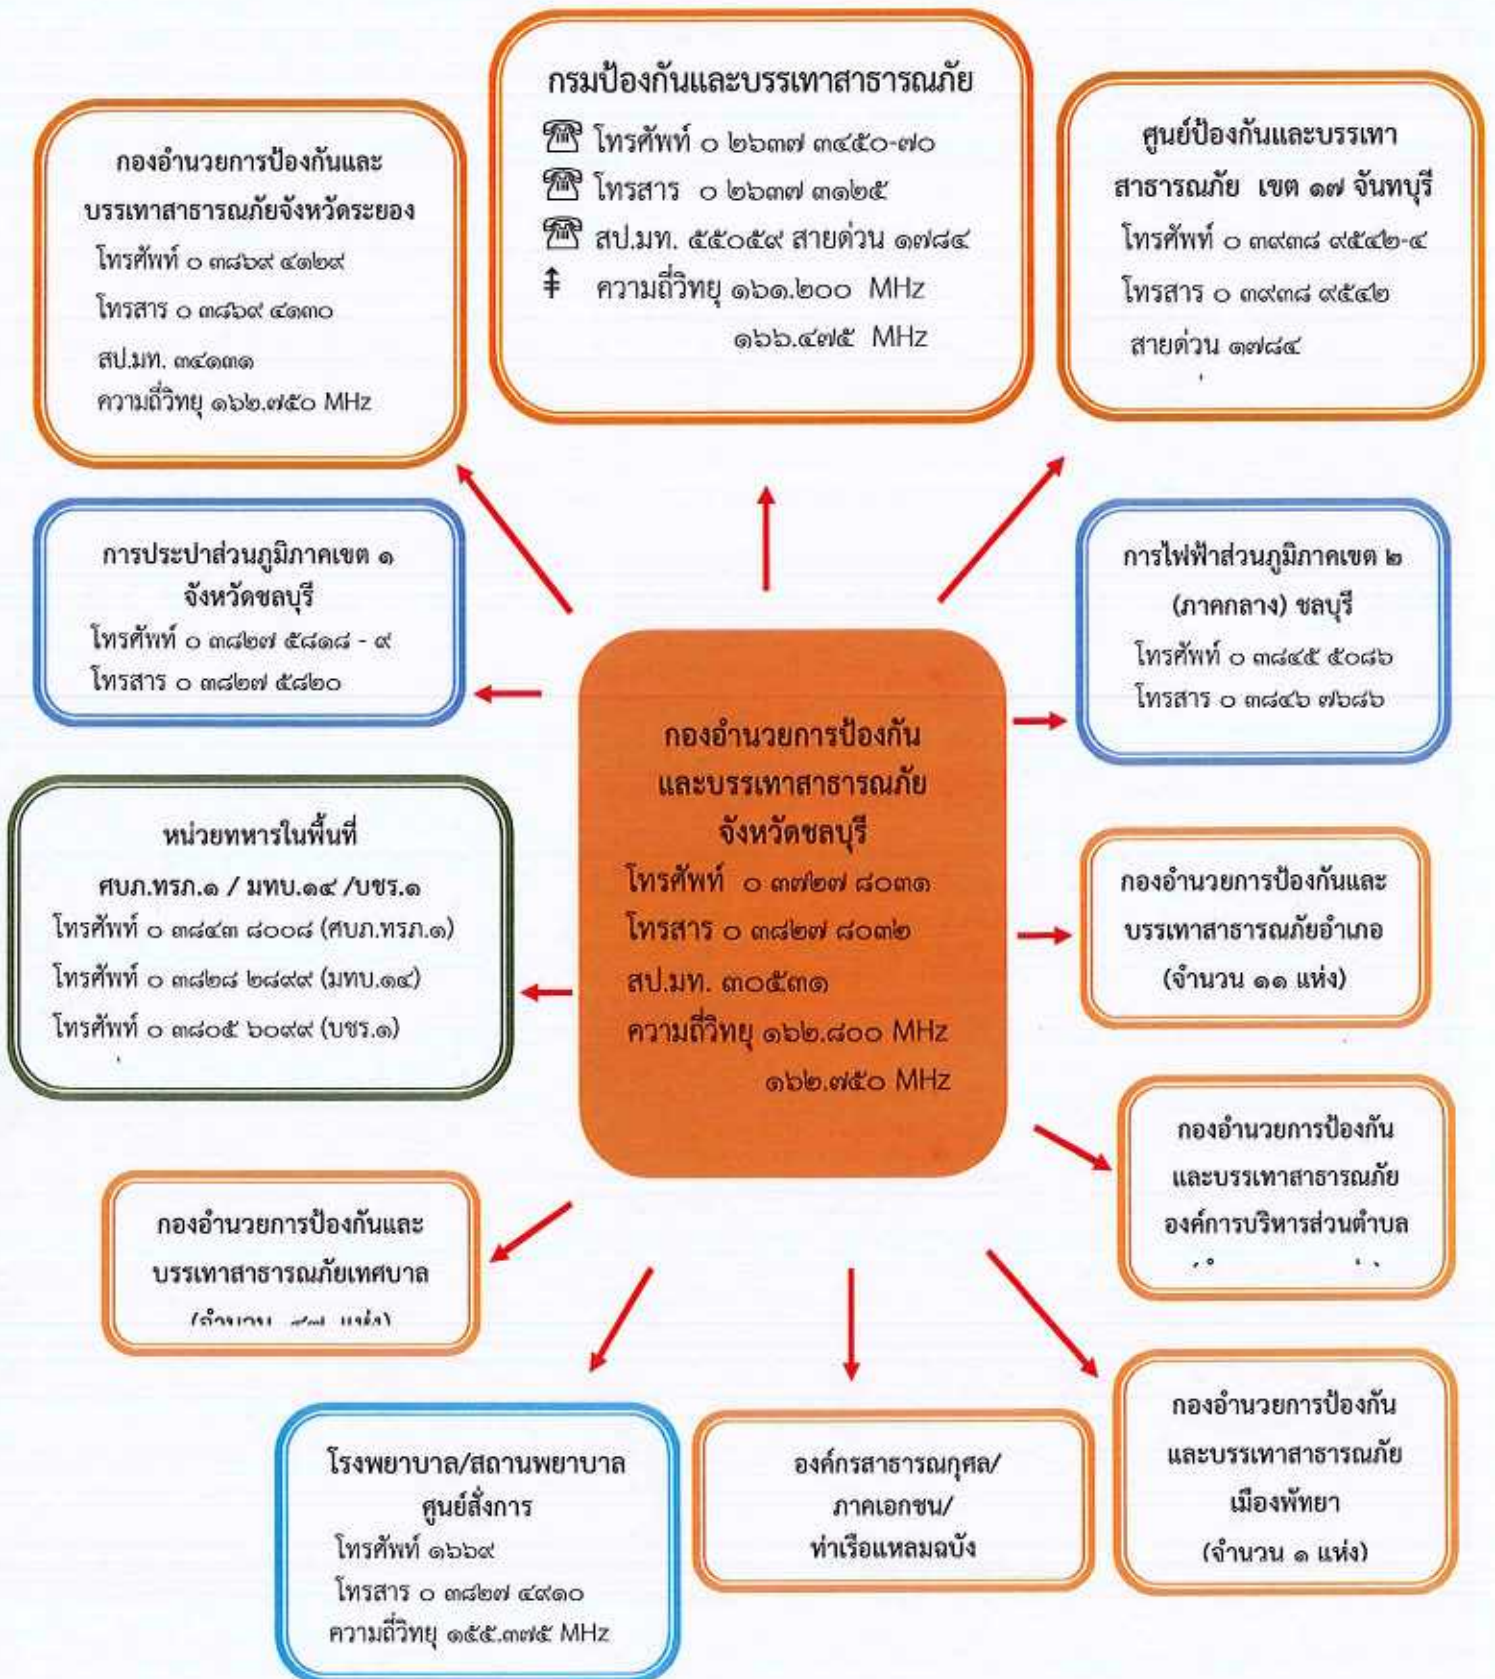 กรมป้องกันและบรรเทาสาธารณภัย
โทรศัพท์ ๐ ๒๖๓๗ ๓๔๕๐-๗๐
โทรสาร ๐ ๒๖๓๗ ๓๑๒๕
สป.มท. ๕๕๐๕๙ สายด่วน ๑๗๘๔
ความถี่วิทยุ ๑๖๑.๒๐๐ MHz
๑๖๖.๔๗๕ MHz
กองอำนวยการป้องกันและ
บรรเทาสาธารณภัยจังหวัดระยอง
โทรศัพท์ ๐ ๓๘๖๙ ๔๑๒๙
โทรสาร ๐ ๓๘๖๙ ๔๑๓๐
สป.มท. ๓๔๑๓๑
ความถี่วิทยุ ๑๖๒.๗๕๐ MHz
ศูนย์ป้องกันและบรรเทา
สาธารณภัย เขต ๑๗ จันทบุรี
โทรศัพท์ ๐ ๓๙๓๘ ๙๕๔๒-๔
โทรสาร ๐ ๓๙๓๘ ๙๕๔๒
สายด่วน ๑๗๘๔
การประปาส่วนภูมิภาคเขต ๑
จังหวัดชลบุรี
โทรศัพท์ ๐ ๓๘๒๗ ๕๘๑๘ - ๙
โทรสาร ๐ ๓๘๒๗ ๕๘๒๐
การไฟฟ้าส่วนภูมิภาคเขต ๒
(ภาคกลาง) ชลบุรี
โทรศัพท์ ๐ ๓๘๔๕ ๕๐๘๖
โทรสาร ๐ ๓๘๔๖ ๗๖๘๖
กองอำนวยการป้องกัน
และบรรเทาสาธารณภัย
จังหวัดชลบุรี
โทรศัพท์ ๐ ๓๗๒๗ ๘๐๓๑
โทรสาร ๐ ๓๘๒๗ ๘๐๓๒
สป.มท. ๓๐๕๓๑
ความถี่วิทยุ ๑๖๒.๘๐๐ MHz
๑๖๒.๗๕๐ MHz
หน่วยทหารในพื้นที่
ศบภ.ทรภ.๑ / มทบ.๑๔ /บชร.๑
โทรศัพท์ ๐ ๓๘๔๓ ๘๐๐๘ (ศบภ.ทรภ.๑)
โทรศัพท์ ๐ ๓๘๒๘ ๒๘๙๙ (มทบ.๑๔)
โทรศัพท์ ๐ ๓๘๐๕ ๖๐๙๙ (บชร.๑)
กองอำนวยการป้องกันและ
บรรเทาสาธารณภัยอำเภอ
(จำนวน ๑๑ แห่ง)
กองอำนวยการป้องกัน
และบรรเทาสาธารณภัย
องค์การบริหารส่วนตำบล
กองอำนวยการป้องกันและ
บรรเทาสาธารณภัยเทศบาล
(จำนวน แห่ง)
โรงพยาบาล/สถานพยาบาล
ศูนย์สั่งการ
โทรศัพท์ ๑๖๖๙
โทรสาร ๐ ๓๘๒๗ ๔๙๑๐
ความถี่วิทยุ ๑๕๕.๓๗๕ MHz
องค์กรสาธารณกุศล/
ภาคเอกชน/
ท่าเรือแหลมฉบัง
กองอำนวยการป้องกัน
และบรรเทาสาธารณภัย
เมืองพัทยา
(จำนวน ๑ แห่ง)